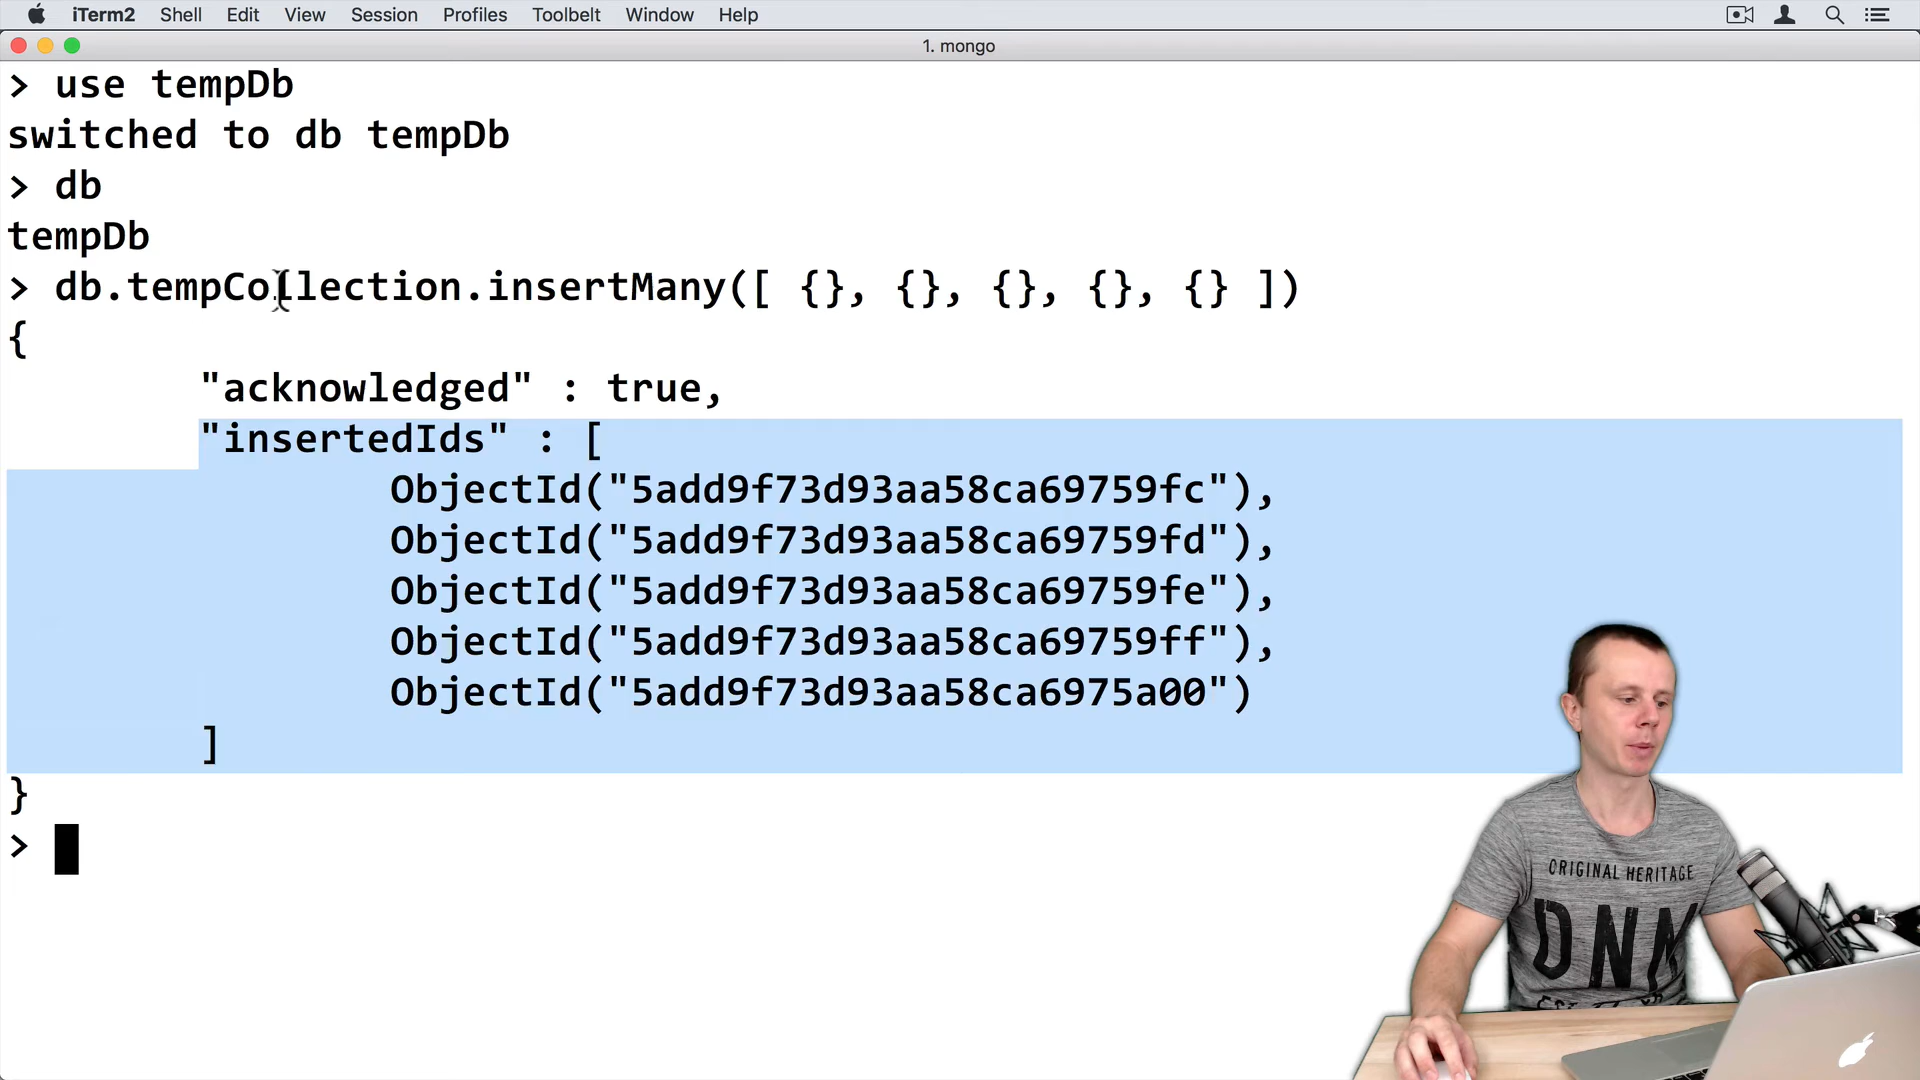 iTerm2 Shell Edit View Session Profiles Toolbelt Window Help
1. mongo
> use tempDb
switched to db tempDb
> db
tempDb
> db.tempCollection.insertMany([ {}, {}, {}, {}, {} ])
{
"acknowledged" : true,
"insertedIds" : [
ObjectId("5add9f73d93aa58ca69759fc"),
ObjectId("5add9f73d93aa58ca69759fd"),
ObjectId("5add9f73d93aa58ca69759fe"),
ObjectId("5add9f73d93aa58ca69759ff"),
ObjectId("5add9f73d93aa58ca6975a00")
]
}
>
ORIGINAL HERITAGE
DNM